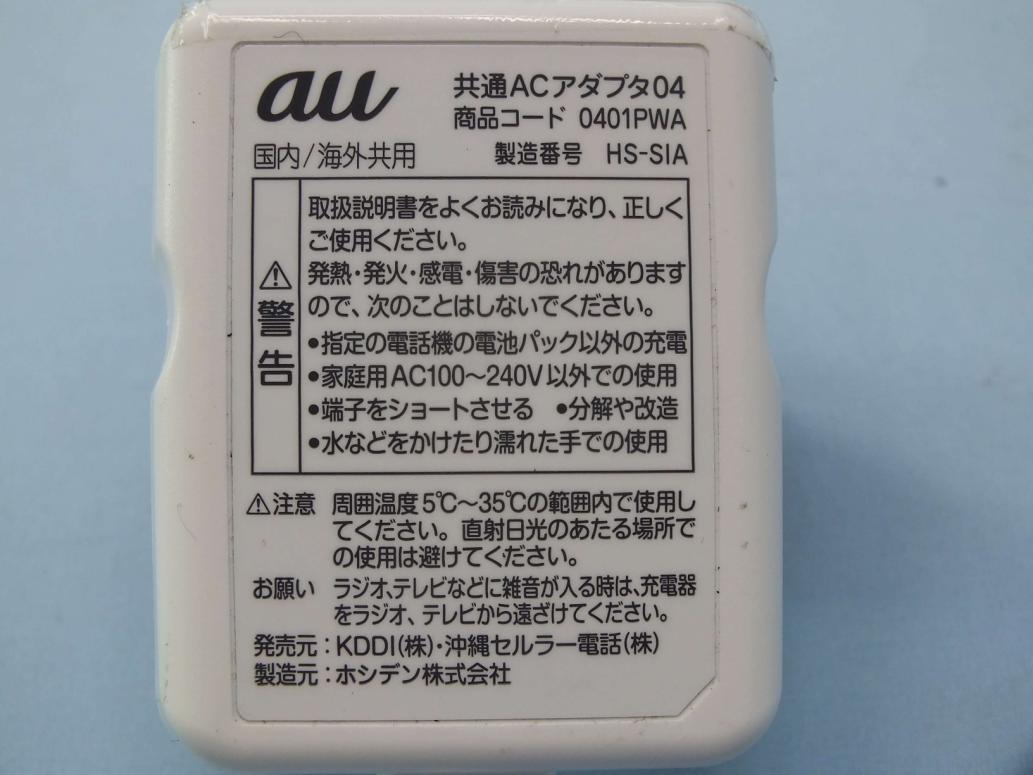 au
共通ACアダプタ04
商品コード 0401PWA
国内/海外共用 製造番号 HS-SIA
⚠警告
取扱説明書をよくお読みになり、正しく
ご使用ください。
発熱・発火・感電・傷害の恐れがあります
ので、次のことはしないでください。
•指定の電話機の電池パック以外の充電
•家庭用AC100～240V以外での使用
•端子をショートさせる •分解や改造
•水などをかけたり濡れた手での使用
⚠注意 周囲温度5℃～35℃の範囲内で使用し
てください。直射日光のあたる場所で
の使用は避けてください。
お願い ラジオ、テレビなどに雑音が入る時は、充電器
をラジオ、テレビから遠ざけてください。
発売元：KDDI(株)・沖縄セルラー電話(株)
製造元：ホシデン株式会社